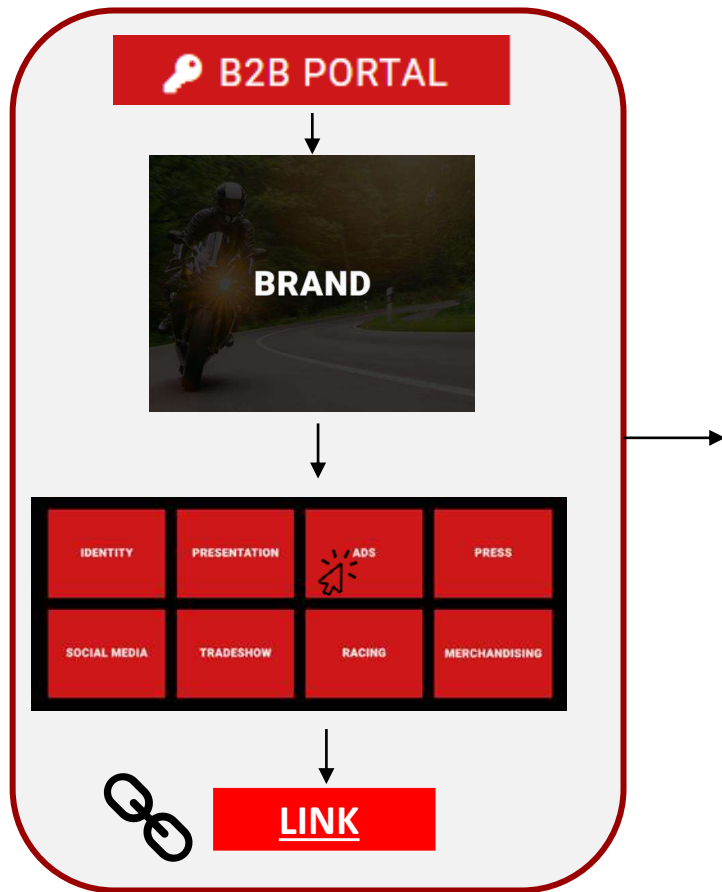 B2B PORTAL
BRAND
IDENTITY PRESENTATION ADS PRESS
SOCIAL MEDIA TRADESHOW RACING MERCHANDISING
LINK